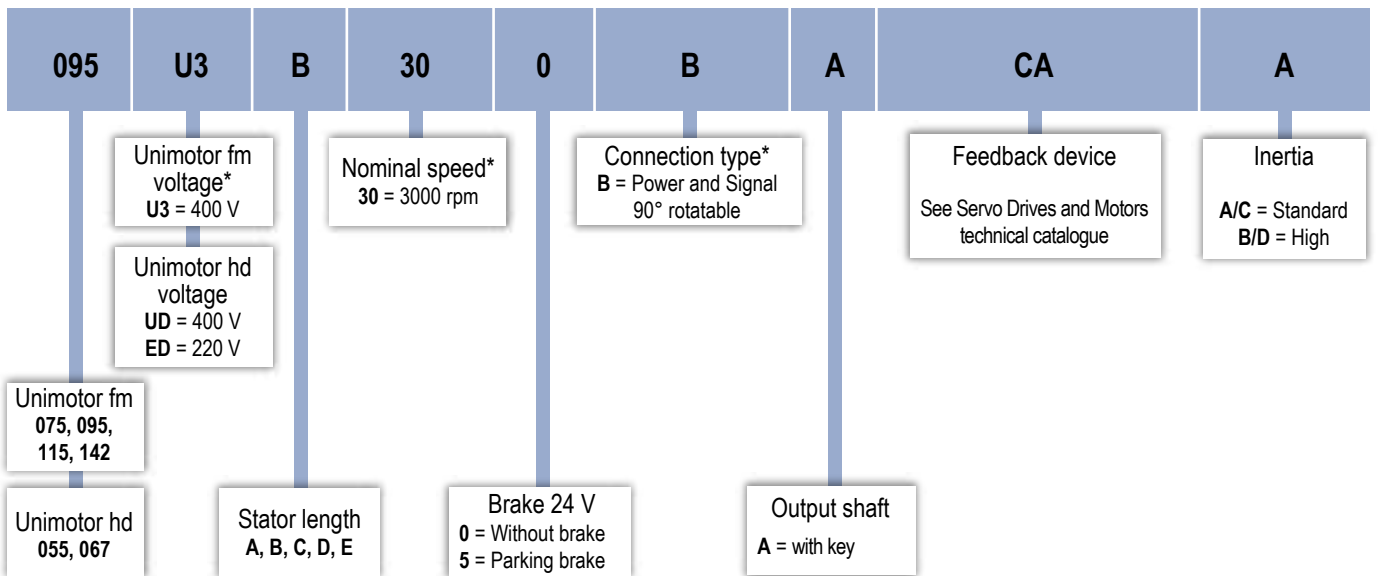 095 U3 B 30 0 B A CA A
Unimotor fm
voltage*
U3 = 400 V
Nominal speed*
30 = 3000 rpm
Connection type*
B = Power and Signal
90° rotatable
Feedback device
See Servo Drives and Motors
technical catalogue
Inertia
A/C = Standard
B/D = High
Unimotor hd
voltage
UD = 400 V
ED = 220 V
Unimotor fm
075, 095,
115, 142
Unimotor hd
055, 067
Stator length
A, B, C, D, E
Brake 24 V
0 = Without brake
5 = Parking brake
Output shaft
A = with key